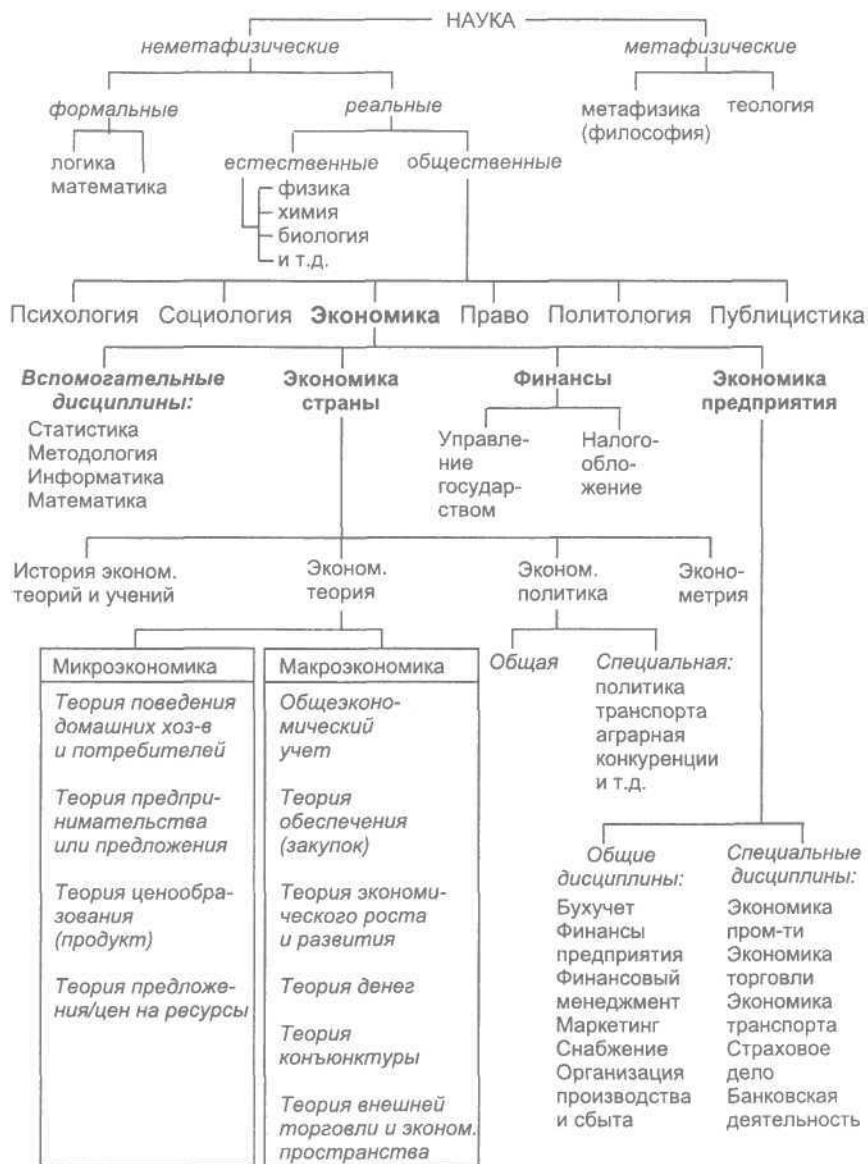 НАУКА
неметафизические
метафизические
формальные
реальные
метафизика
(философия)
теология
логика
математика
естественные
общественные
физика
химия
биология
и т.д.
Психология Социология Экономика Право Политология Публицистика
Вспомогательные
дисциплины:
Статистика
Методология
Информатика
Математика
Экономика
страны
Финансы
Управле-
ние
государ-
ством
Налого-
обло-
жение
Экономика
предприятия
История эконом.
теорий и учений
Эконом.
теория
Эконом.
политика
Эконо-
метрия
Микроэкономика
Теория поведения
домашних хоз-в
и потребителей
Теория предпри-
нимательства
или предложения
Теория ценообра-
зования
(продукт)
Теория предложе-
ния/цен на ресурсы
Макроэкономика
Общеэконо-
мический
учет
Теория
обеспечения
(закупок)
Теория экономи-
ческого роста
и развития
Теория денег
Теория
конъюнктуры
Теория внешней
торговли и эконом.
пространства
Общая
Специальная:
политика
транспорта
аграрная
конкуренции
и т.д.
Общие
дисциплины:
Бухучет
Финансы
предприятия
Финансовый
менеджмент
Маркетинг
Снабжение
Организация
производства
и сбыта
Специальные
дисциплины:
Экономика
пром-ти
Экономика
торговли
Экономика
транспорта
Страховое
дело
Банковская
деятельность